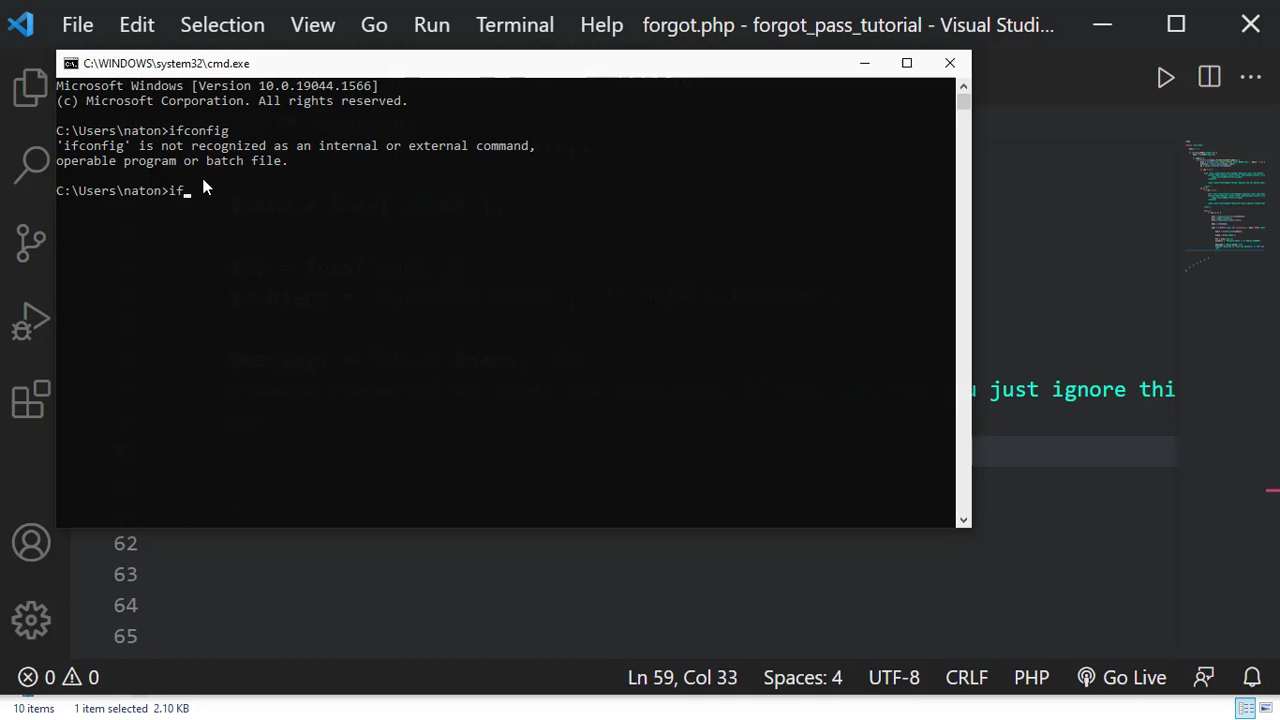 File Edit Selection View Go Run Terminal Help forgot.php - forgot_pass_tutorial - Visual Studi...
C:\WINDOWS\system32\cmd.exe
Microsoft Windows [Version 10.0.19044.1566]
(c) Microsoft Corporation. All rights reserved.
C:\Users\naton>ifconfig
'ifconfig' is not recognized as an internal or external command,
operable program or batch file.
C:\Users\naton>if_
just ignore thi
62
63
64
65
0 0 Ln 59, Col 33 Spaces: 4 UTF-8 CRLF PHP Go Live
10 items 1 item selected 2.10 KB